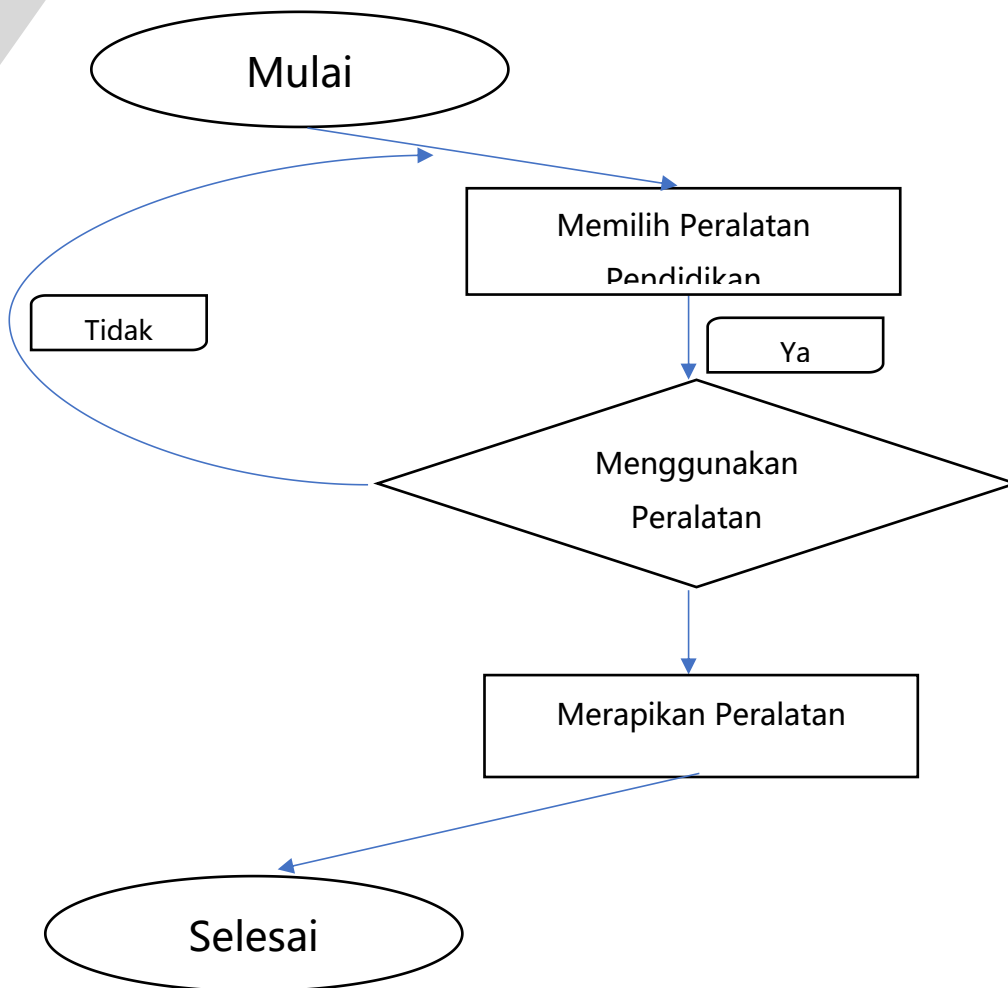 Mulai
Memilih Peralatan
Pendidikan
Tidak
Ya
Menggunakan
Peralatan
Merapikan Peralatan
Selesai